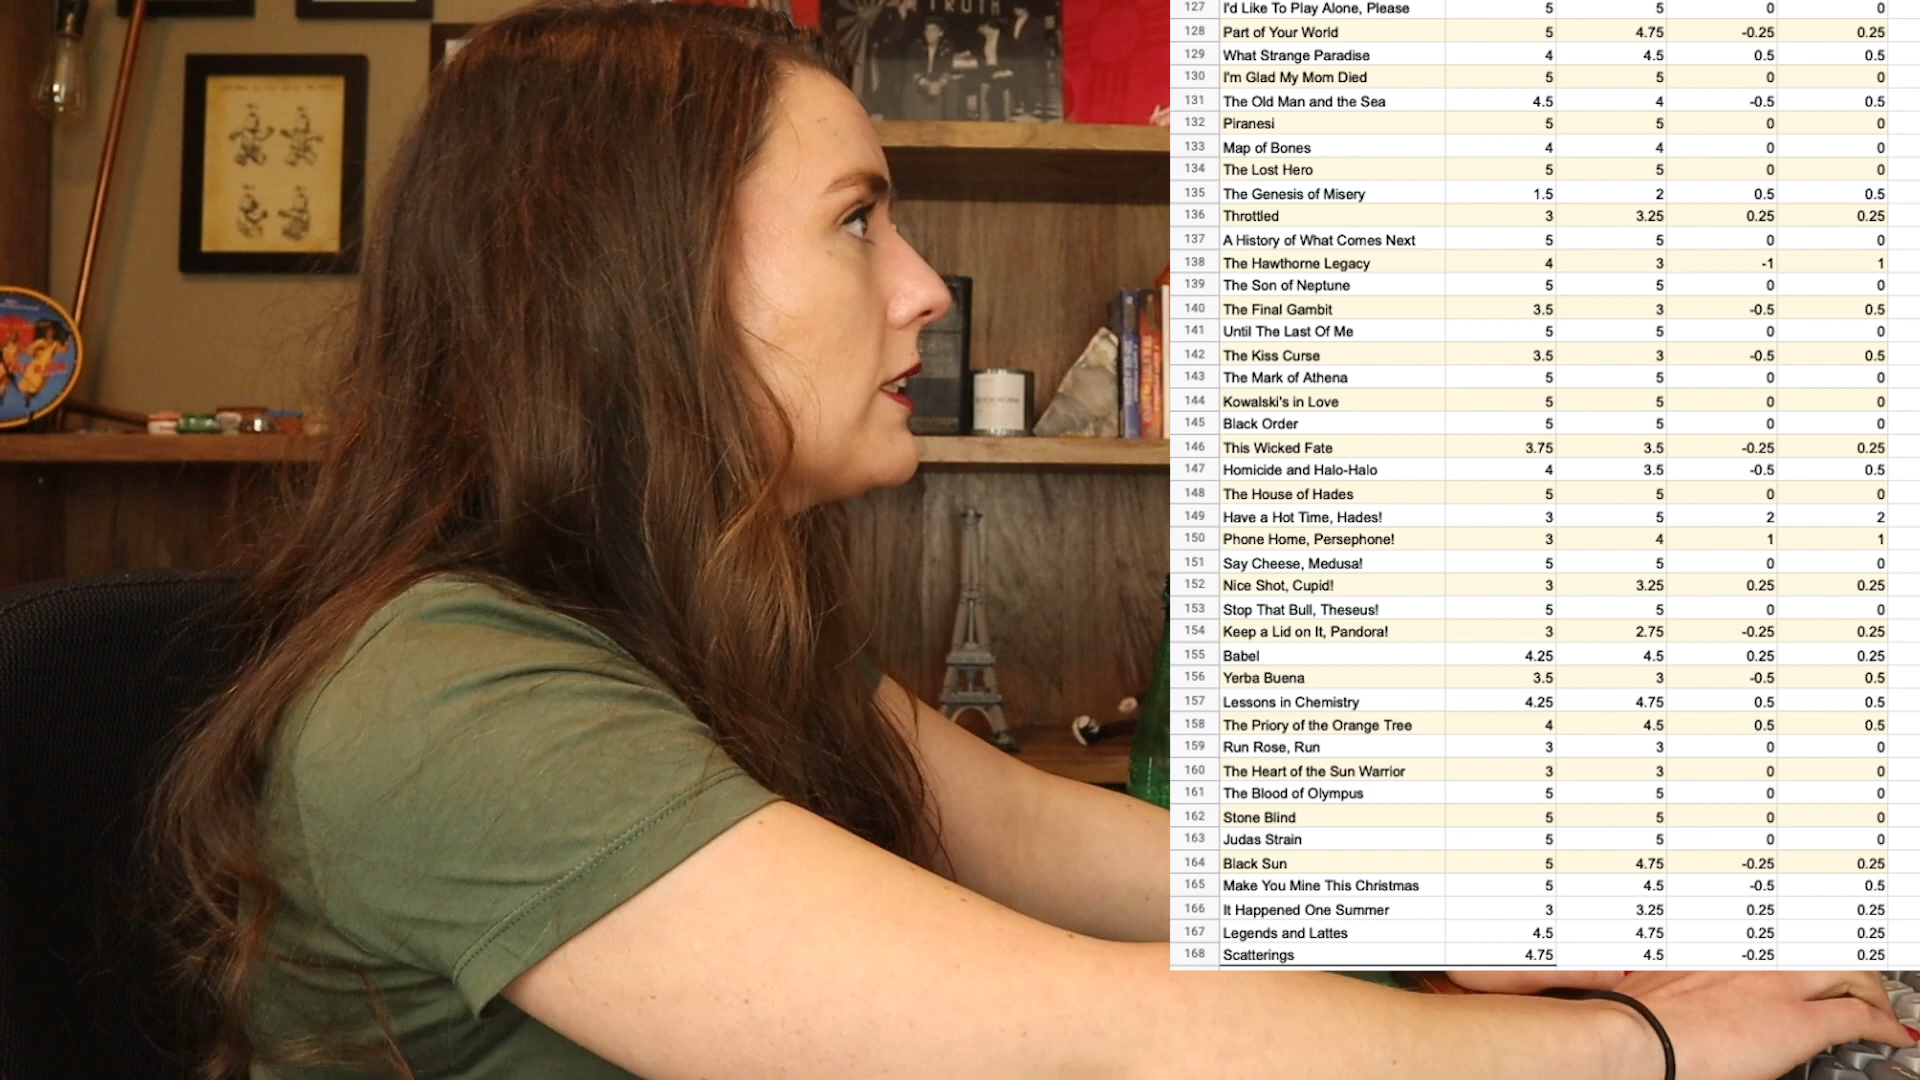 TRUTH
127 I'd Like To Play Alone, Please 5 5 0 0
128 Part of Your World 5 4.75 -0.25 0.25
129 What Strange Paradise 4 4.5 0.5 0.5
130 I'm Glad My Mom Died 5 5 0 0
131 The Old Man and the Sea 4.5 4 -0.5 0.5
132 Piranesi 5 5 0 0
133 Map of Bones 4 4 0 0
134 The Lost Hero 5 5 0 0
135 The Genesis of Misery 1.5 2 0.5 0.5
136 Throttled 3 3.25 0.25 0.25
137 A History of What Comes Next 5 5 0 0
138 The Hawthorne Legacy 4 3 -1 1
139 The Son of Neptune 5 5 0 0
140 The Final Gambit 3.5 3 -0.5 0.5
141 Until The Last Of Me 5 5 0 0
142 The Kiss Curse 3.5 3 -0.5 0.5
143 The Mark of Athena 5 5 0 0
144 Kowalski's in Love 5 5 0 0
145 Black Order 5 5 0 0
146 This Wicked Fate 3.75 3.5 -0.25 0.25
147 Homicide and Halo-Halo 4 3.5 -0.5 0.5
148 The House of Hades 5 5 0 0
149 Have a Hot Time, Hades! 3 5 2 2
150 Phone Home, Persephone! 3 4 1 1
151 Say Cheese, Medusa! 5 5 0 0
152 Nice Shot, Cupid! 3 3.25 0.25 0.25
153 Stop That Bull, Theseus! 5 5 0 0
154 Keep a Lid on It, Pandora! 3 2.75 -0.25 0.25
155 Babel 4.25 4.5 0.25 0.25
156 Yerba Buena 3.5 3 -0.5 0.5
157 Lessons in Chemistry 4.25 4.75 0.5 0.5
158 The Priory of the Orange Tree 4 4.5 0.5 0.5
159 Run Rose, Run 3 3 0 0
160 The Heart of the Sun Warrior 3 3 0 0
161 The Blood of Olympus 5 5 0 0
162 Stone Blind 5 5 0 0
163 Judas Strain 5 5 0 0
164 Black Sun 5 4.75 -0.25 0.25
165 Make You Mine This Christmas 5 4.5 -0.5 0.5
166 It Happened One Summer 3 3.25 0.25 0.25
167 Legends and Lattes 4.5 4.75 0.25 0.25
168 Scatterings 4.75 4.5 -0.25 0.25